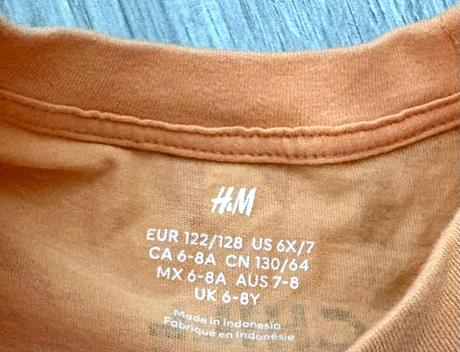 H&M
EUR 122/128 US 6X/7
CA 6-8A CN 130/64
MX 6-8A AUS 7-8
UK 6-8Y
Made in Indonesia
Fabriqué en Indonésie